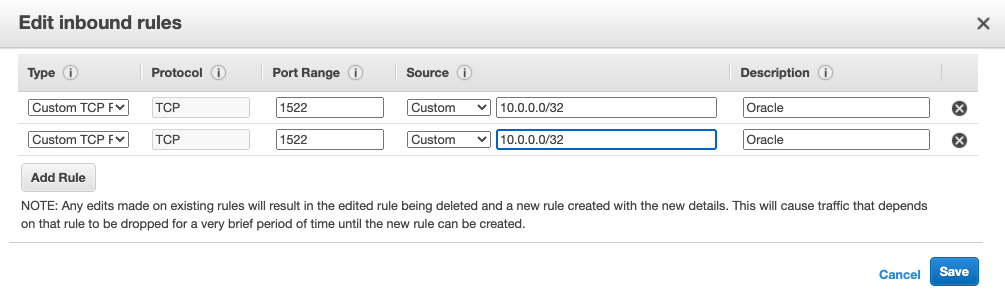 Edit inbound rules
Type Protocol Port Range Source Description
Custom TCP F TCP 1522 Custom 10.0.0.0/32 Oracle
Custom TCP F TCP 1522 Custom 10.0.0.0/32 Oracle
Add Rule
NOTE: Any edits made on existing rules will result in the edited rule being deleted and a new rule created with the new details. This will cause traffic that depends
on that rule to be dropped for a very brief period of time until the new rule can be created.
Cancel Save